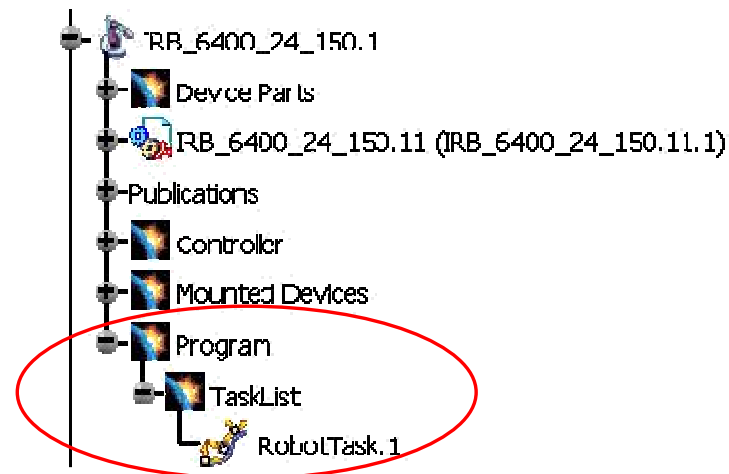 IRB_6400_24_150.1
Device Parts
IRB_6400_24_150.11 (IRB_6400_24_150.11.1)
Publications
Controller
Mounted Devices
Program
TaskList
RobotTask.1